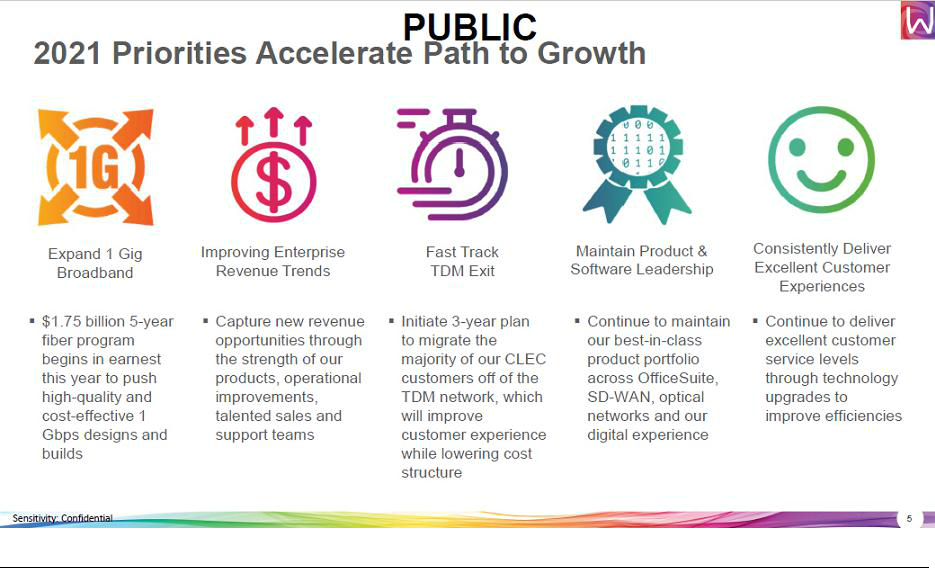 PUBLIC
2021 Priorities Accelerate Path to Growth
1G
$
0 0 0
1 1 1 1 1
1 1 1 0 1
0 1 1 0
Expand 1 Gig
Broadband
▪ $1.75 billion 5-year
fiber program
begins in earnest
this year to push
high-quality and
cost-effective 1
Gbps designs and
builds
Improving Enterprise
Revenue Trends
▪ Capture new revenue
opportunities through
the strength of our
products, operational
improvements,
talented sales and
support teams
Fast Track
TDM Exit
▪ Initiate 3-year plan
to migrate the
majority of our CLEC
customers off of the
TDM network, which
will improve
customer experience
while lowering cost
structure
Maintain Product &
Software Leadership
▪ Continue to maintain
our best-in-class
product portfolio
across OfficeSuite,
SD-WAN, optical
networks and our
digital experience
Consistently Deliver
Excellent Customer
Experiences
▪ Continue to deliver
excellent customer
service levels
through technology
upgrades to
improve efficiencies
Sensitivity: Confidential
5